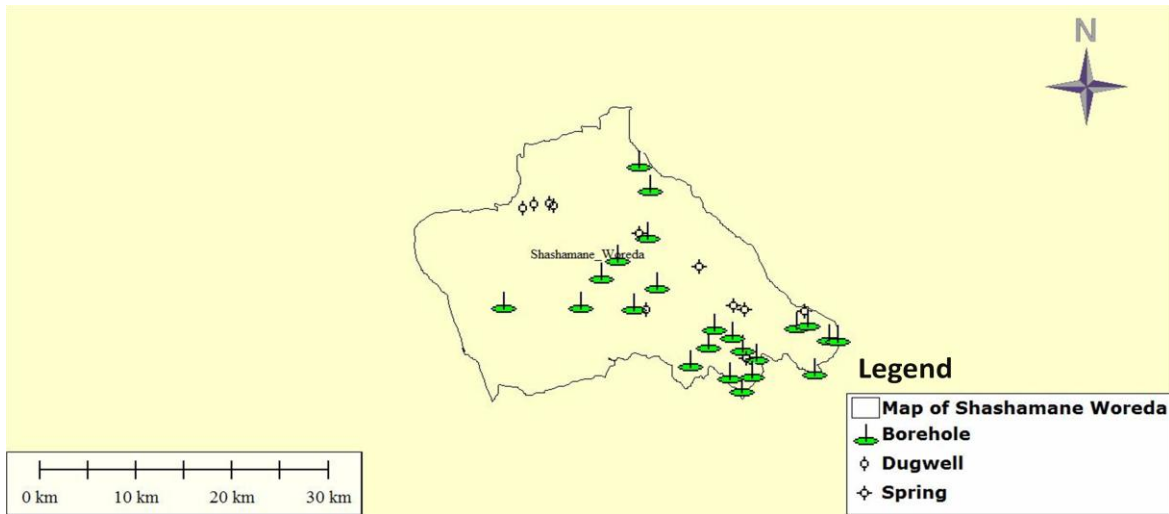 N
Shashamane_Woreda
Legend
Map of Shashamane Woreda
Borehole
Dugwell
Spring
0 km 10 km 20 km 30 km